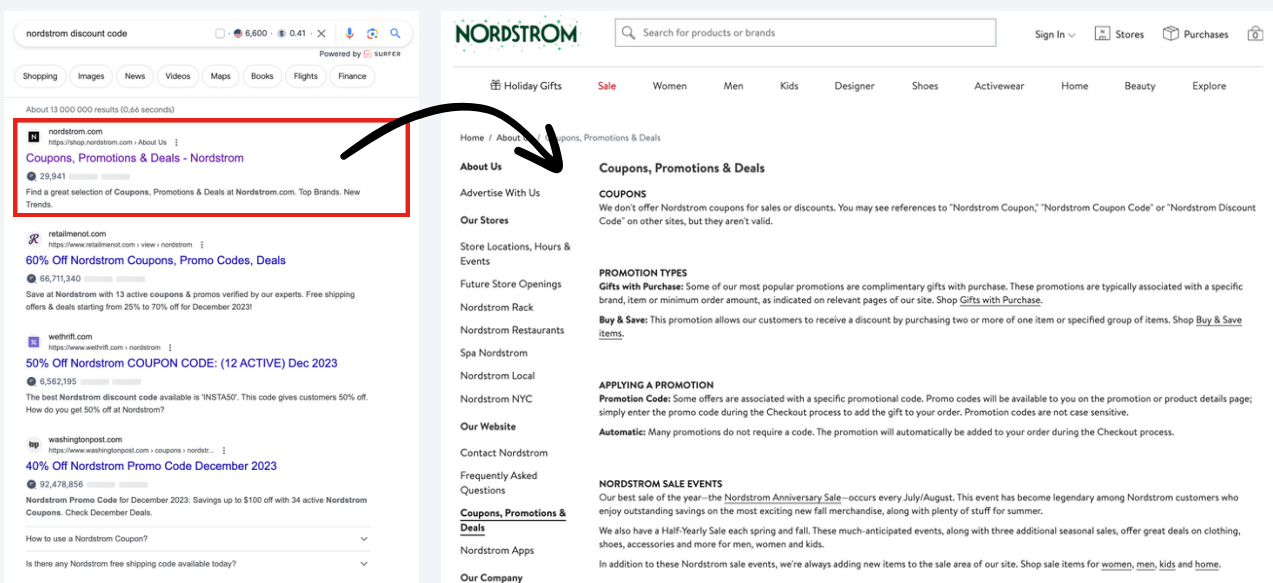 nordstrom discount code
6,600 · 0.41 ·
Powered by SURFER
Shopping
Images
News
Videos
Maps
Books
Flights
Finance
About 13 000 000 results (0,66 seconds)
N
nordstrom.com
https://shop.nordstrom.com › About Us
Coupons, Promotions & Deals - Nordstrom
29,941
Find a great selection of Coupons, Promotions & Deals at Nordstrom.com. Top Brands. New
Trends.
retailmenot.com
https://www.retailmenot.com › view › nordstrom
60% Off Nordstrom Coupons, Promo Codes, Deals
66,711,340
Save at Nordstrom with 13 active coupons & promos verified by our experts. Free shipping
offers & deals starting from 25% to 70% off for December 2023!
wethrift.com
https://www.wethrift.com › nordstrom
50% Off Nordstrom COUPON CODE: (12 ACTIVE) Dec 2023
6,562,195
The best Nordstrom discount code available is 'INSTA50'. This code gives customers 50% off.
How do you get 50% off at Nordstrom?
wp
washingtonpost.com
https://www.washingtonpost.com › coupons › nordstr...
40% Off Nordstrom Promo Code December 2023
92,478,856
Nordstrom Promo Code for December 2023: Savings up to $100 off with 34 active Nordstrom
Coupons. Check December Deals.
How to use a Nordstrom Coupon?
Is there any Nordstrom free shipping code available today?
NORDSTROM
Search for products or brands
Sign In
Stores
Purchases
0
Holiday Gifts
Sale
Women
Men
Kids
Designer
Shoes
Activewear
Home
Beauty
Explore
Home / About / Coupons, Promotions & Deals
About Us
Advertise With Us
Our Stores
Store Locations, Hours &
Events
Future Store Openings
Nordstrom Rack
Nordstrom Restaurants
Spa Nordstrom
Nordstrom Local
Nordstrom NYC
Our Website
Contact Nordstrom
Frequently Asked
Questions
Coupons, Promotions &
Deals
Nordstrom Apps
Our Company
Coupons, Promotions & Deals
COUPONS
We don't offer Nordstrom coupons for sales or discounts. You may see references to "Nordstrom Coupon," "Nordstrom Coupon Code" or "Nordstrom Discount
Code" on other sites, but they aren't valid.
PROMOTION TYPES
Gifts with Purchase: Some of our most popular promotions are complimentary gifts with purchase. These promotions are typically associated with a specific
brand, item or minimum order amount, as indicated on relevant pages of our site. Shop Gifts with Purchase.
Buy & Save: This promotion allows our customers to receive a discount by purchasing two or more of one item or specified group of items. Shop Buy & Save
items.
APPLYING A PROMOTION
Promotion Code: Some offers are associated with a specific promotional code. Promo codes will be available to you on the promotion or product details page;
simply enter the promo code during the Checkout process to add the gift to your order. Promotion codes are not case sensitive.
Automatic: Many promotions do not require a code. The promotion will automatically be added to your order during the Checkout process.
NORDSTROM SALE EVENTS
Our best sale of the year—the Nordstrom Anniversary Sale—occurs every July/August. This event has become legendary among Nordstrom customers who
enjoy outstanding savings on the most exciting new fall merchandise, along with plenty of stuff for summer.
We also have a Half-Yearly Sale each spring and fall. These much-anticipated events, along with three additional seasonal sales, offer great deals on clothing,
shoes, accessories and more for men, women and kids.
In addition to these Nordstrom sale events, we're always adding new items to the sale area of our site. Shop sale items for women, men, kids and home.